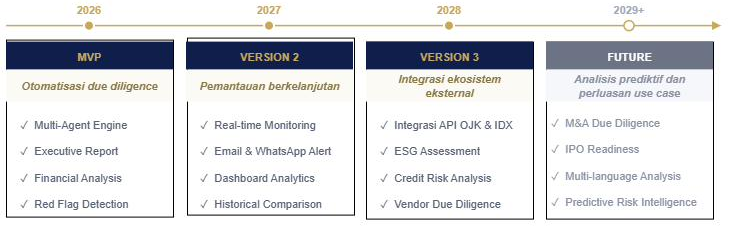 2026
2027
2028
2029+
MVP
Otomatisasi due diligence
✓ Multi-Agent Engine
✓ Executive Report
✓ Financial Analysis
✓ Red Flag Detection
VERSION 2
Pemantauan berkelanjutan
✓ Real-time Monitoring
✓ Email & WhatsApp Alert
✓ Dashboard Analytics
✓ Historical Comparison
VERSION 3
Integrasi ekosistem
eksternal
✓ Integrasi API OJK & IDX
✓ ESG Assessment
✓ Credit Risk Analysis
✓ Vendor Due Diligence
FUTURE
Analisis prediktif dan
perluasan use case
✓ M&A Due Diligence
✓ IPO Readiness
✓ Multi-language Analysis
✓ Predictive Risk Intelligence